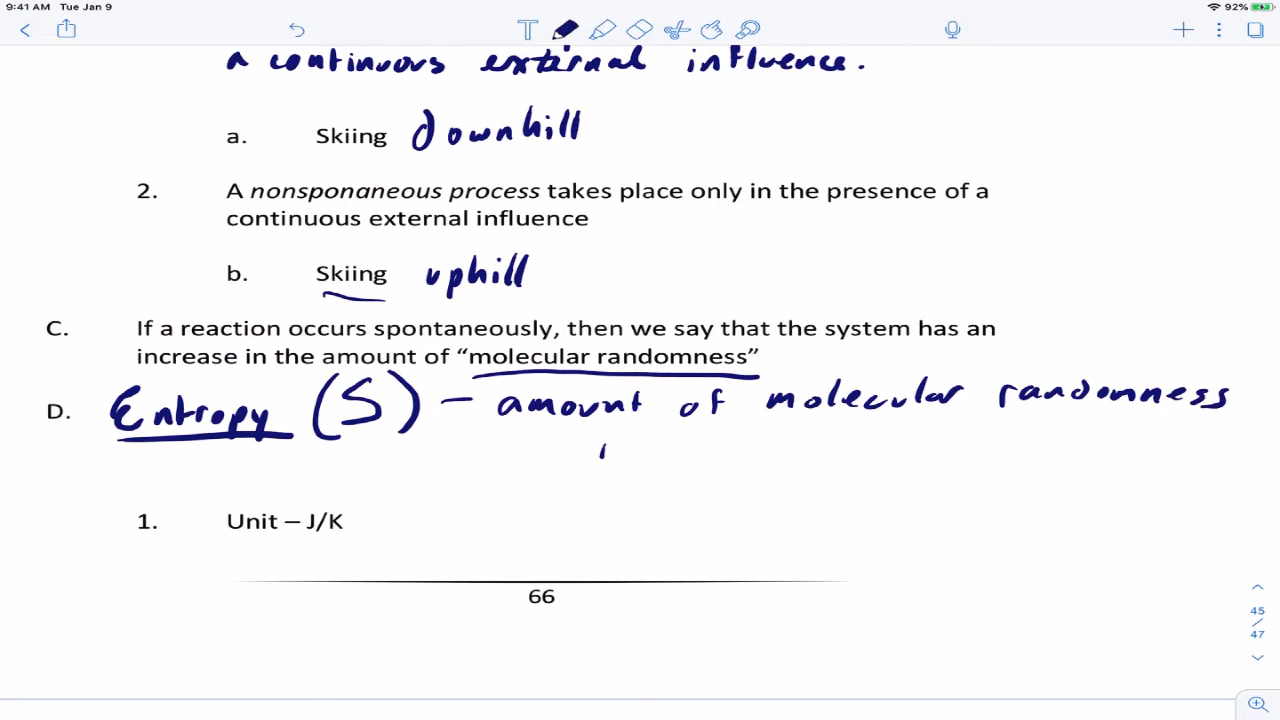 9:41 AM Tue Jan 9
92%
a continuous external influence.
a. Skiing downhill
2. A nonsponaneous process takes place only in the presence of a
continuous external influence
b. Skiing uphill
C. If a reaction occurs spontaneously, then we say that the system has an
increase in the amount of “molecular randomness”
D. Entropy (S) – amount of molecular randomness
1. Unit – J/K
66
45
/
47